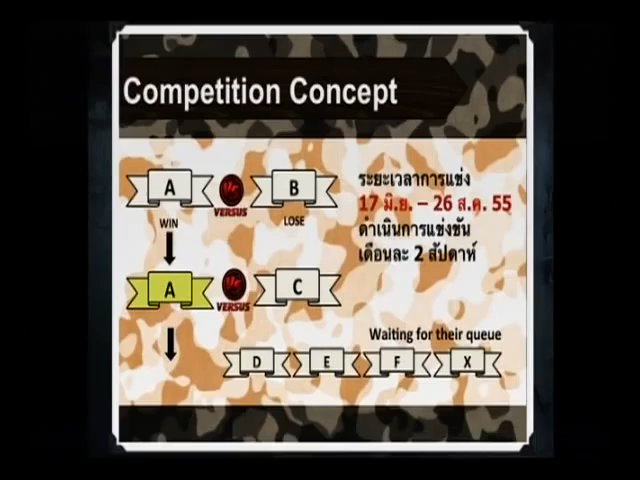 Competition Concept
A VS VERSUS B
WIN LOSE
A VS VERSUS C
ระยะเวลาการแข่ง
17 มิ.ย. – 26 ส.ค. 55
ดำเนินการแข่งขัน
เดือนละ 2 สัปดาห์
Waiting for their queue
D E F X